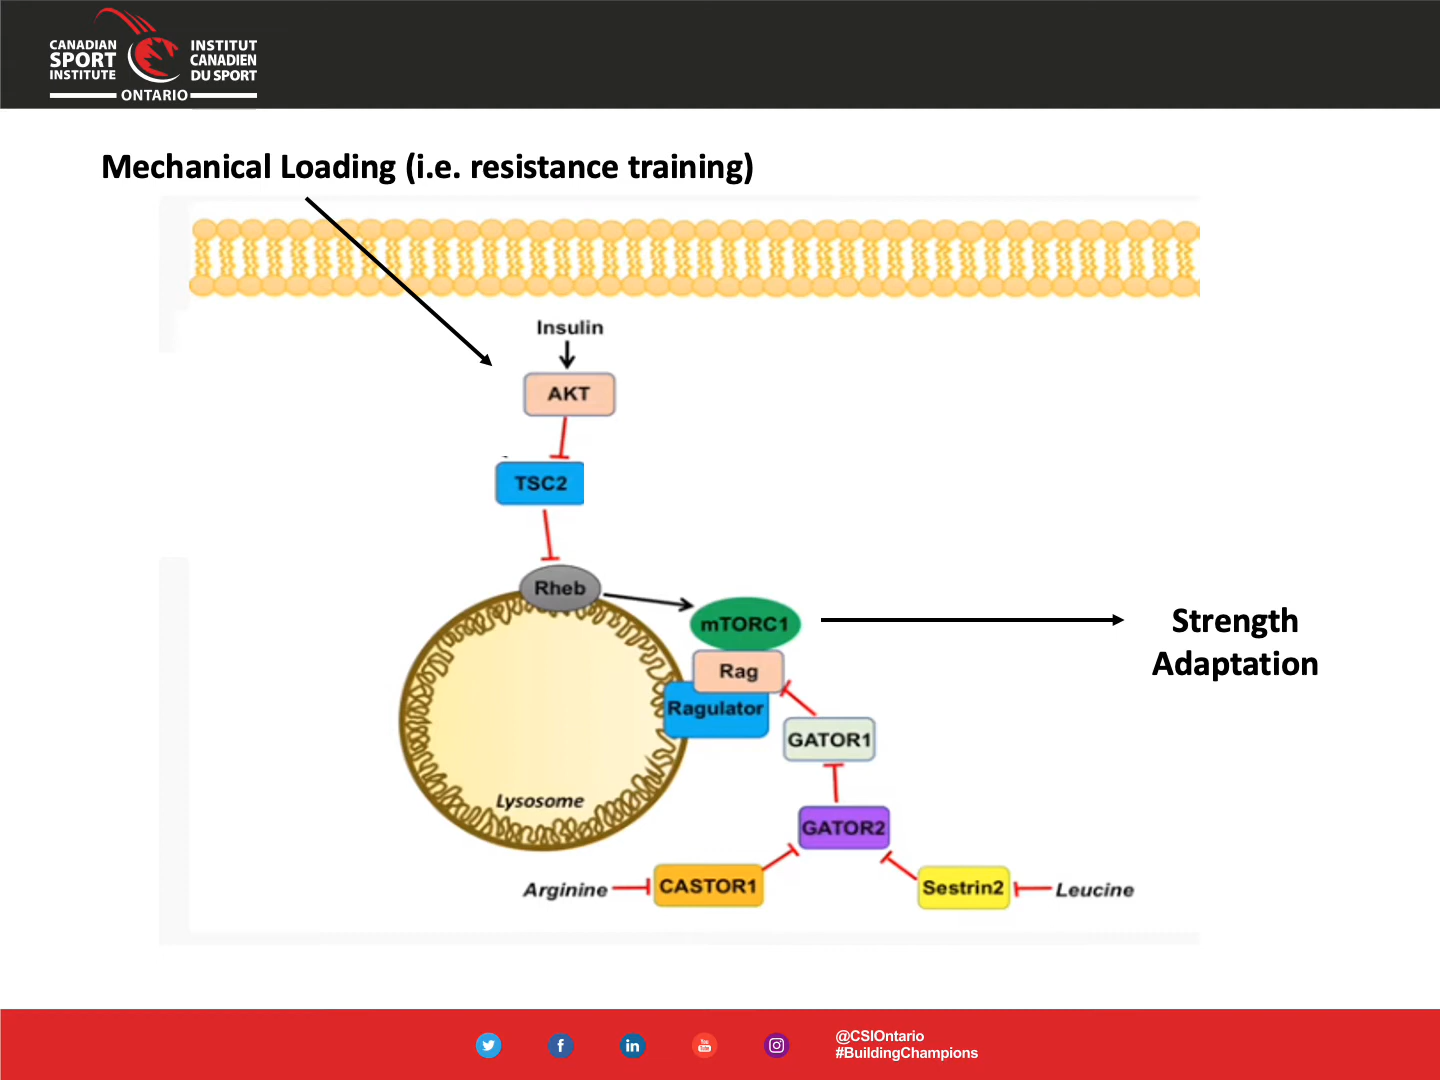 CANADIAN
SPORT
INSTITUTE
INSTITUT
CANADIEN
DU SPORT
ONTARIO
Mechanical Loading (i.e. resistance training)
Insulin
AKT
TSC2
Rheb
mTORC1
Rag
Ragulator
GATOR1
Lysosome
GATOR2
Arginine
CASTOR1
Sestrin2
Leucine
Strength
Adaptation
@CSIOntario
#BuildingChampions